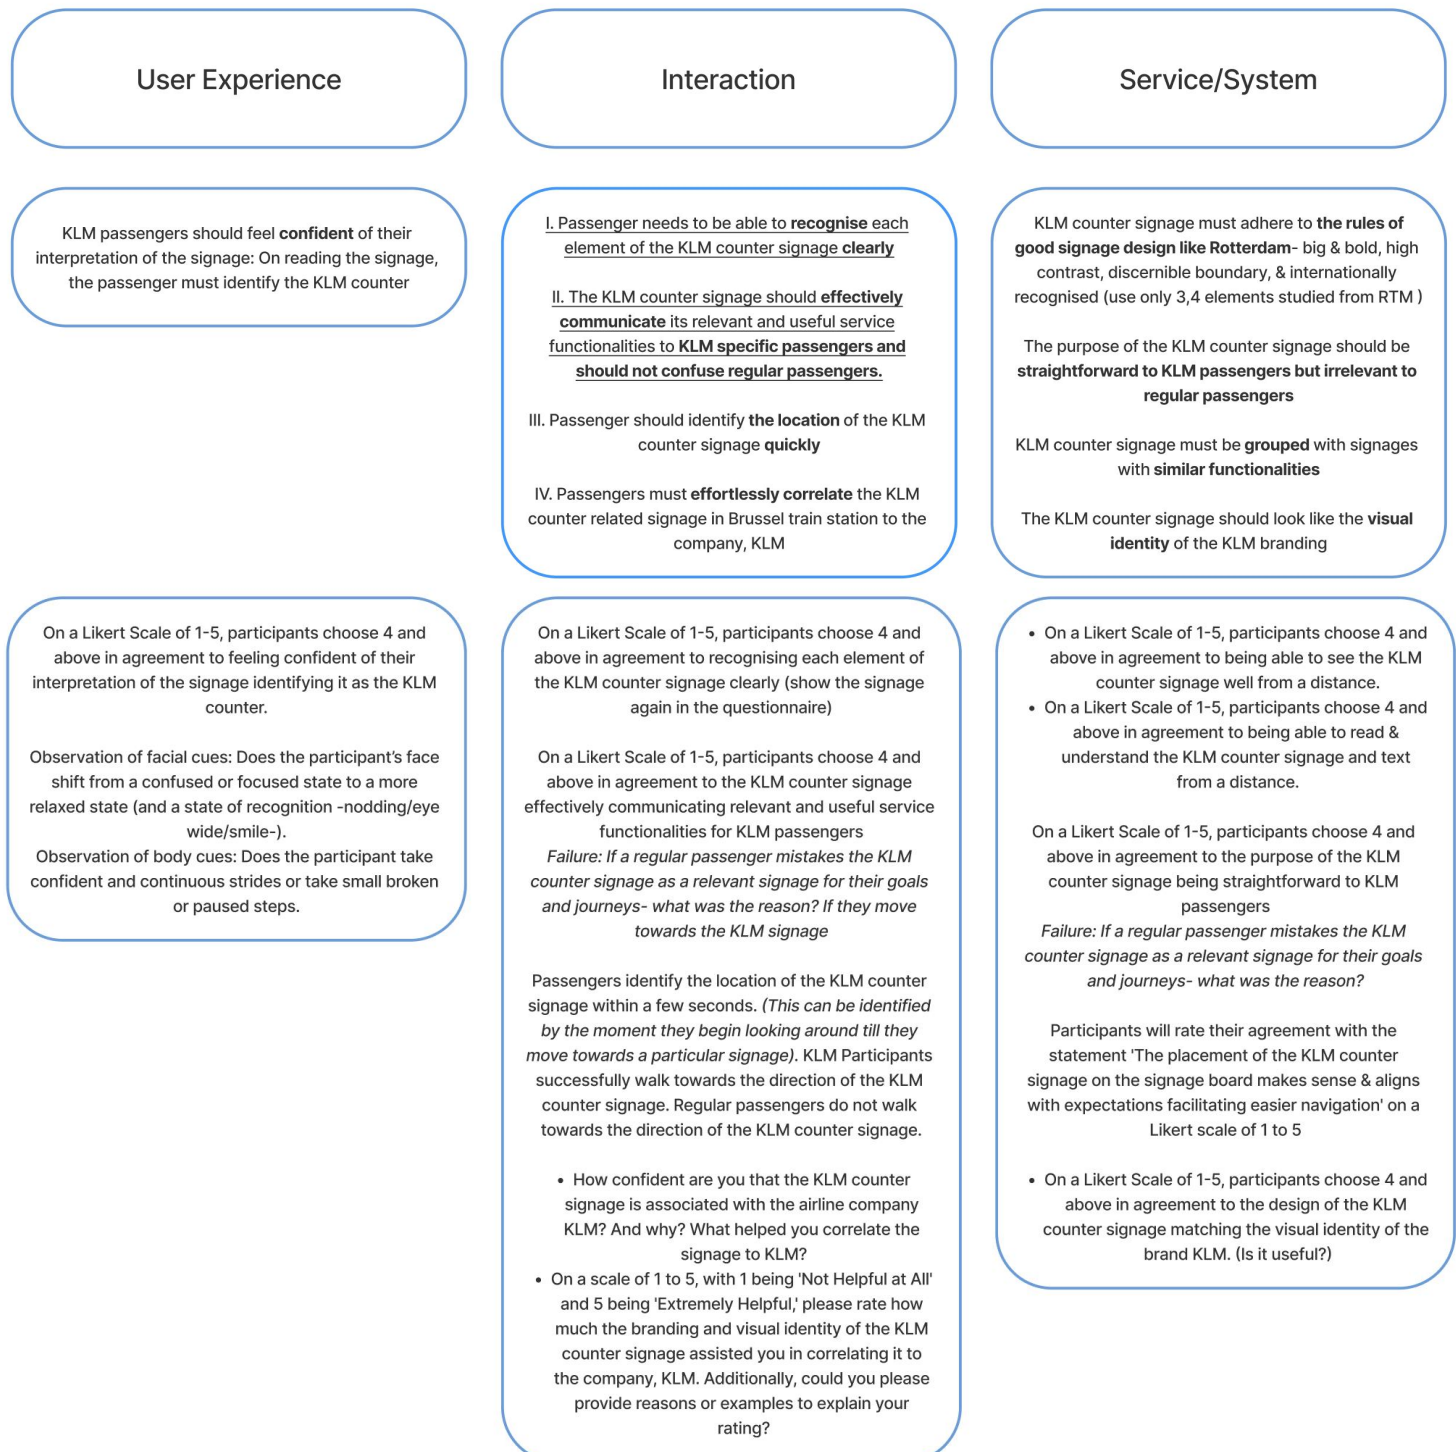 User Experience
Interaction
Service/System
KLM passengers should feel confident of their
interpretation of the signage: On reading the signage,
the passenger must identify the KLM counter
I. Passenger needs to be able to recognise each
element of the KLM counter signage clearly
II. The KLM counter signage should effectively
communicate its relevant and useful service
functionalities to KLM specific passengers and
should not confuse regular passengers.
III. Passenger should identify the location of the KLM
counter signage quickly
IV. Passengers must effortlessly correlate the KLM
counter related signage in Brussel train station to the
company, KLM
KLM counter signage must adhere to the rules of
good signage design like Rotterdam- big & bold, high
contrast, discernible boundary, & internationally
recognised (use only 3,4 elements studied from RTM )
The purpose of the KLM counter signage should be
straightforward to KLM passengers but irrelevant to
regular passengers
KLM counter signage must be grouped with signages
with similar functionalities
The KLM counter signage should look like the visual
identity of the KLM branding
On a Likert Scale of 1-5, participants choose 4 and
above in agreement to feeling confident of their
interpretation of the signage identifying it as the KLM
counter.
Observation of facial cues: Does the participant’s face
shift from a confused or focused state to a more
relaxed state (and a state of recognition -nodding/eye
wide/smile-).
Observation of body cues: Does the participant take
confident and continuous strides or take small broken
or paused steps.
On a Likert Scale of 1-5, participants choose 4 and
above in agreement to recognising each element of
the KLM counter signage clearly (show the signage
again in the questionnaire)
On a Likert Scale of 1-5, participants choose 4 and
above in agreement to the KLM counter signage
effectively communicating relevant and useful service
functionalities for KLM passengers
Failure: If a regular passenger mistakes the KLM
counter signage as a relevant signage for their goals
and journeys- what was the reason? If they move
towards the KLM signage
Passengers identify the location of the KLM counter
signage within a few seconds. (This can be identified
by the moment they begin looking around till they
move towards a particular signage). KLM Participants
successfully walk towards the direction of the KLM
counter signage. Regular passengers do not walk
towards the direction of the KLM counter signage.
• How confident are you that the KLM counter
signage is associated with the airline company
KLM? And why? What helped you correlate the
signage to KLM?
• On a scale of 1 to 5, with 1 being 'Not Helpful at All'
and 5 being 'Extremely Helpful,' please rate how
much the branding and visual identity of the KLM
counter signage assisted you in correlating it to
the company, KLM. Additionally, could you please
provide reasons or examples to explain your
rating?
• On a Likert Scale of 1-5, participants choose 4 and
above in agreement to being able to see the KLM
counter signage well from a distance.
• On a Likert Scale of 1-5, participants choose 4 and
above in agreement to being able to read &
understand the KLM counter signage and text
from a distance.
On a Likert Scale of 1-5, participants choose 4 and
above in agreement to the purpose of the KLM
counter signage being straightforward to KLM
passengers
Failure: If a regular passenger mistakes the KLM
counter signage as a relevant signage for their goals
and journeys- what was the reason?
Participants will rate their agreement with the
statement 'The placement of the KLM counter
signage on the signage board makes sense & aligns
with expectations facilitating easier navigation' on a
Likert scale of 1 to 5
• On a Likert Scale of 1-5, participants choose 4 and
above in agreement to the design of the KLM
counter signage matching the visual identity of the
brand KLM. (Is it useful?)